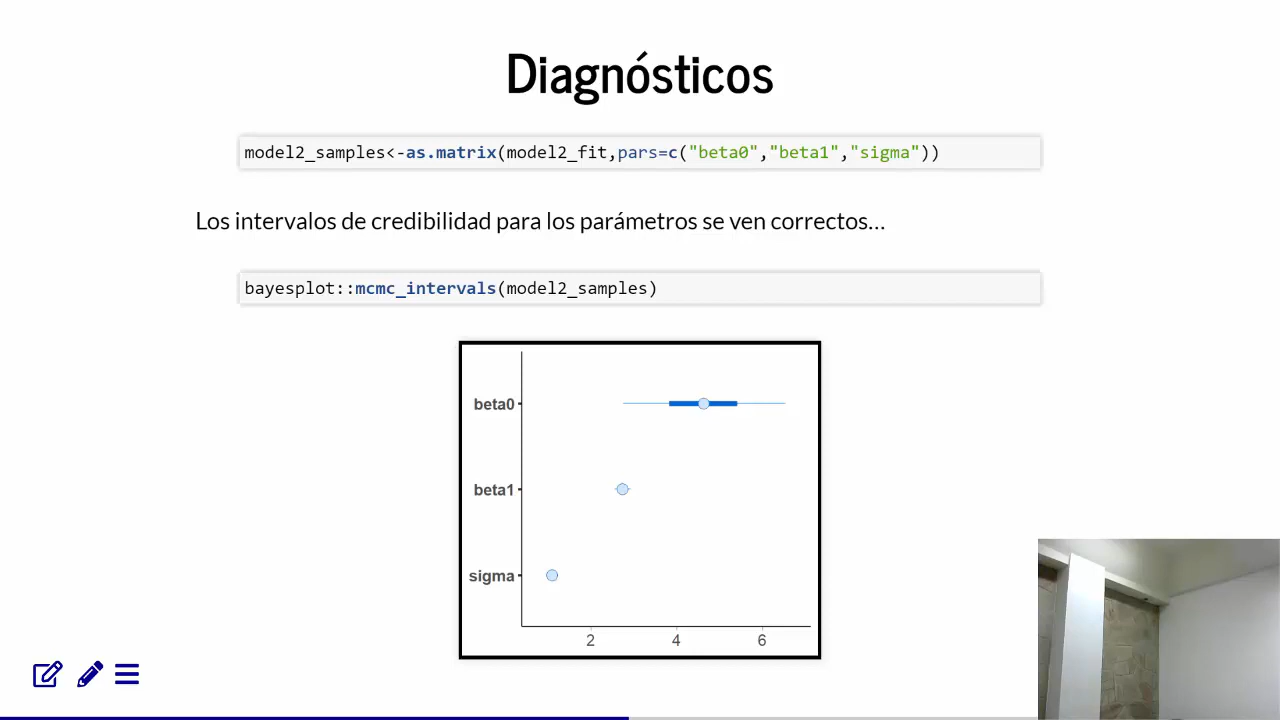 Diagnósticos
model2_samples<-as.matrix(model2_fit,pars=c("beta0","beta1","sigma"))
Los intervalos de credibilidad para los parámetros se ven correctos…
bayesplot::mcmc_intervals(model2_samples)
beta0
beta1
sigma
2 4 6